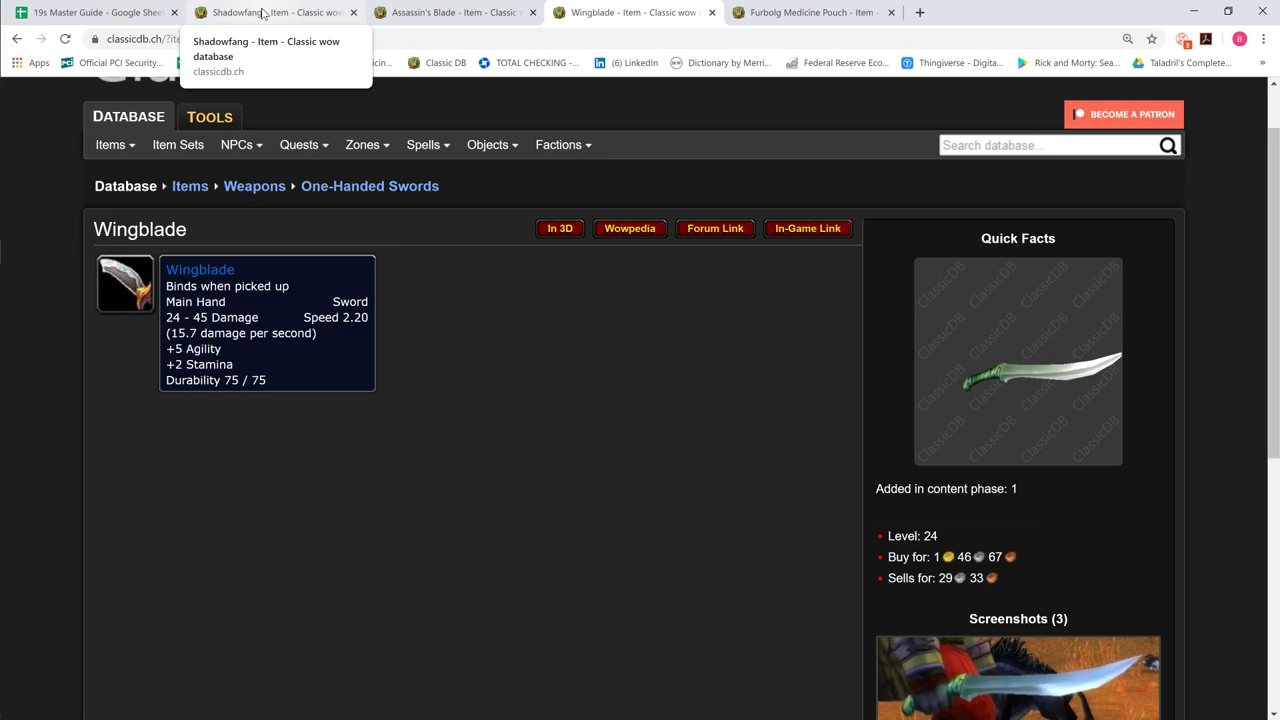 19s Master Guide - Google Sheet
Shadowfang - Item - Classic wow
Assassin's Blade - Item - Classic w
Wingblade - Item - Classic wow
Furbolg Medicine Pouch - Item -
classicdb.ch/?ite
Shadowfang - Item - Classic wow
database
classicdb.ch
3
B
Apps
Official PCI Security...
Classic DB
TOTAL CHECKING -...
(6) LinkedIn
Dictionary by Merri...
Federal Reserve Eco...
Thingiverse - Digita...
Rick and Morty: Sea...
Taladril's Complete...
DATABASE
TOOLS
BECOME A PATRON
Items
Item Sets
NPCs
Quests
Zones
Spells
Objects
Factions
Search database...
Database
Items
Weapons
One-Handed Swords
Wingblade
In 3D
Wowpedia
Forum Link
In-Game Link
Wingblade
Binds when picked up
Main Hand Sword
24 - 45 Damage Speed 2.20
(15.7 damage per second)
+5 Agility
+2 Stamina
Durability 75 / 75
Quick Facts
ClassicDB
Added in content phase: 1
Level: 24
Buy for: 1 46 67
Sells for: 29 33
Screenshots (3)